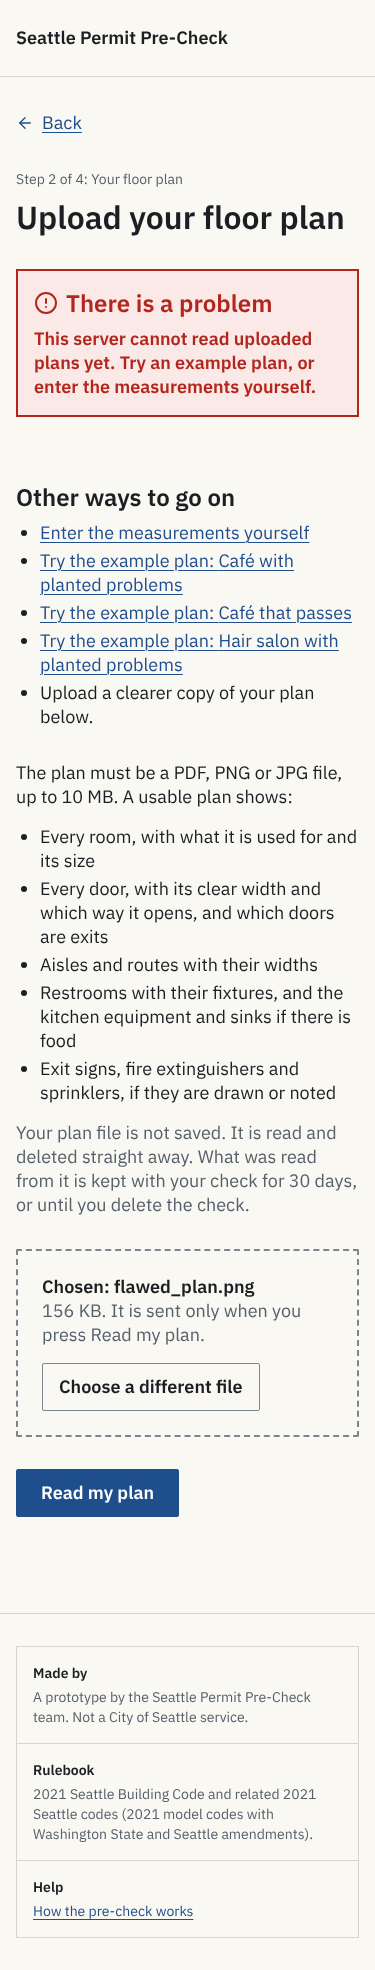 Seattle Permit Pre-Check
← Back
Step 2 of 4: Your floor plan
Upload your floor plan
There is a problem
This server cannot read uploaded
plans yet. Try an example plan, or
enter the measurements yourself.
Other ways to go on
• Enter the measurements yourself
• Try the example plan: Café with
planted problems
• Try the example plan: Café that passes
• Try the example plan: Hair salon with
planted problems
• Upload a clearer copy of your plan
below.
The plan must be a PDF, PNG or JPG file,
up to 10 MB. A usable plan shows:
• Every room, with what it is used for and
its size
• Every door, with its clear width and
which way it opens, and which doors
are exits
• Aisles and routes with their widths
• Restrooms with their fixtures, and the
kitchen equipment and sinks if there is
food
• Exit signs, fire extinguishers and
sprinklers, if they are drawn or noted
Your plan file is not saved. It is read and
deleted straight away. What was read
from it is kept with your check for 30 days,
or until you delete the check.
Chosen: flawed_plan.png
156 KB. It is sent only when you
press Read my plan.
Choose a different file
Read my plan
Made by
A prototype by the Seattle Permit Pre-Check
team. Not a City of Seattle service.
Rulebook
2021 Seattle Building Code and related 2021
Seattle codes (2021 model codes with
Washington State and Seattle amendments).
Help
How the pre-check works